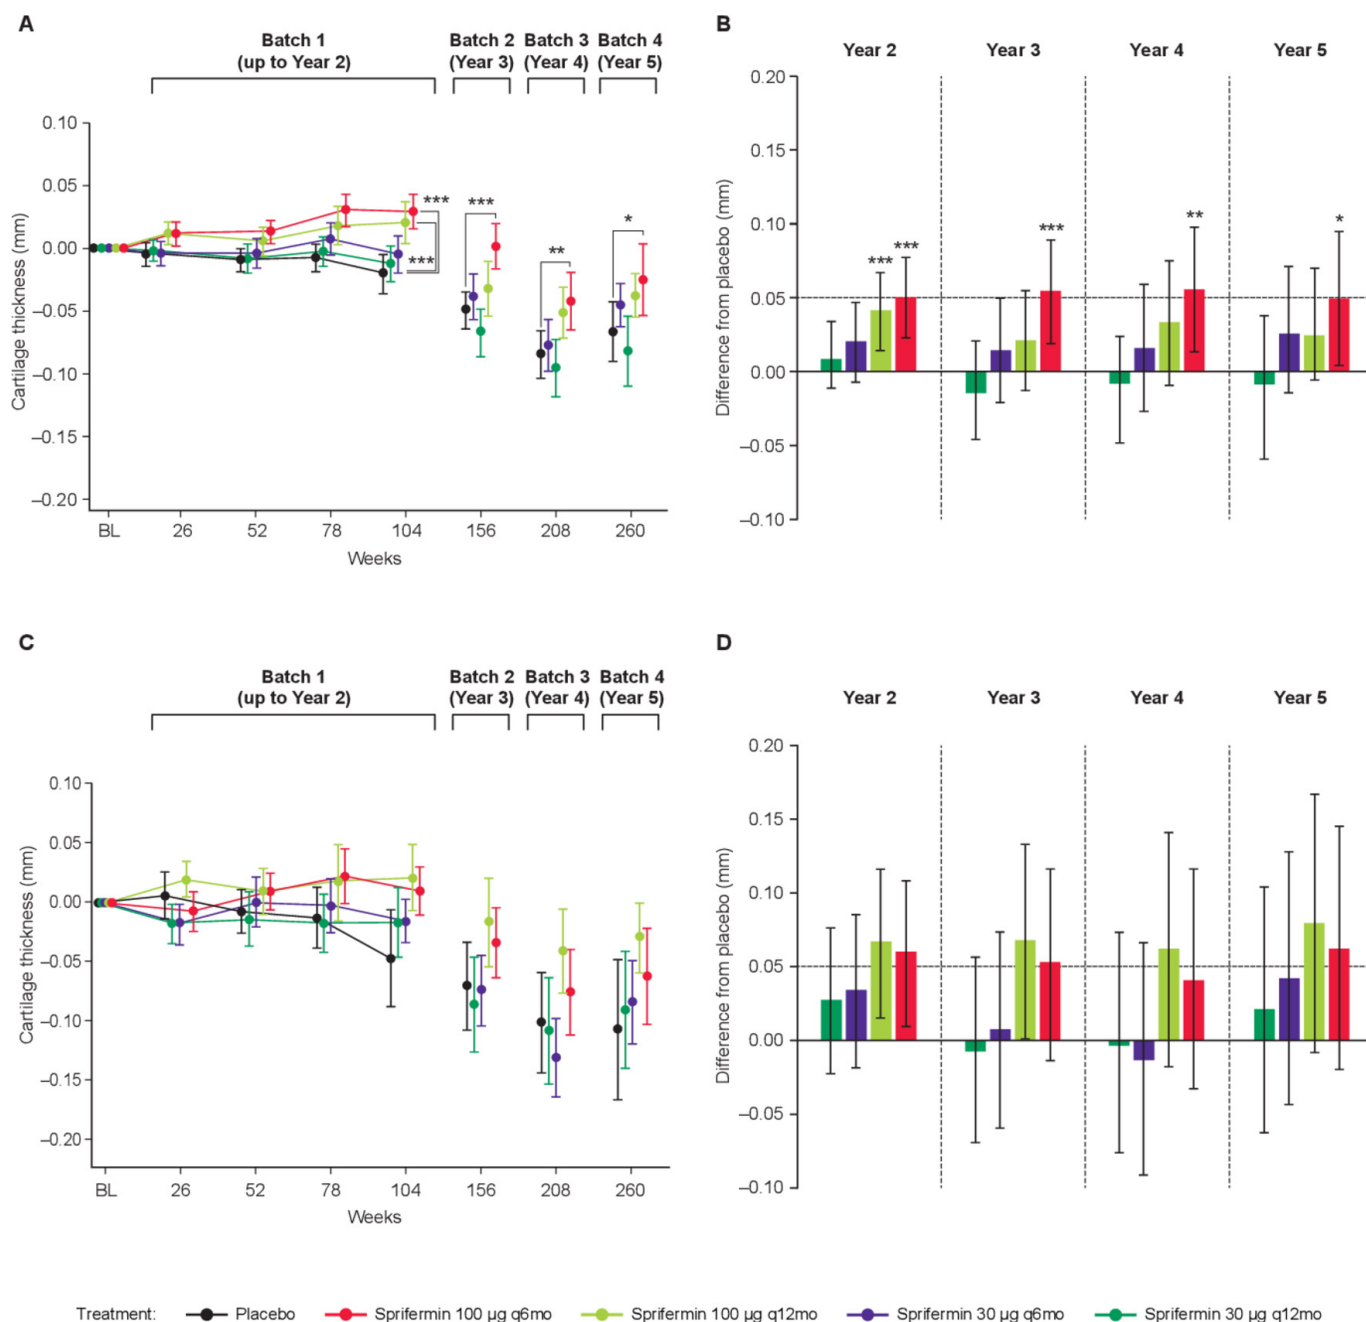 A
Batch 1
(up to Year 2)
Batch 2
(Year 3)
Batch 3
(Year 4)
Batch 4
(Year 5)
Cartilage thickness (mm)
0.10
0.05
0.00
–0.05
–0.10
–0.15
–0.20
***
***
***
**
*
BL
26
52
78
104
156
208
260
Weeks
B
Year 2
Year 3
Year 4
Year 5
Difference from placebo (mm)
0.20
0.15
0.10
0.05
0.00
–0.05
–0.10
***
***
***
**
*
C
Batch 1
(up to Year 2)
Batch 2
(Year 3)
Batch 3
(Year 4)
Batch 4
(Year 5)
Cartilage thickness (mm)
0.10
0.05
0.00
–0.05
–0.10
–0.15
–0.20
BL
26
52
78
104
156
208
260
Weeks
D
Year 2
Year 3
Year 4
Year 5
Difference from placebo (mm)
0.20
0.15
0.10
0.05
0.00
–0.05
–0.10
Treatment:
Placebo
Sprifermin 100 µg q6mo
Sprifermin 100 µg q12mo
Sprifermin 30 µg q6mo
Sprifermin 30 µg q12mo